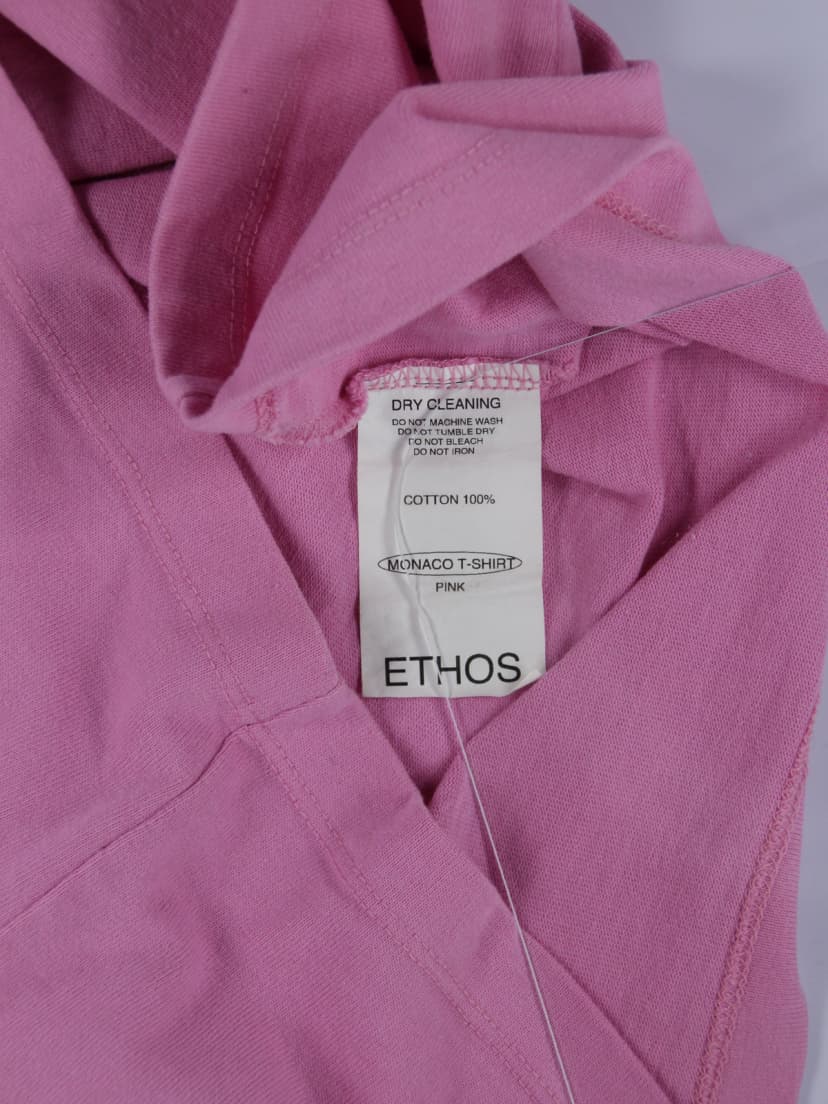 DRY CLEANING
DO NOT MACHINE WASH
DO NOT TUMBLE DRY
DO NOT BLEACH
DO NOT IRON
COTTON 100%
MONACO T-SHIRT
PINK
ETHOS